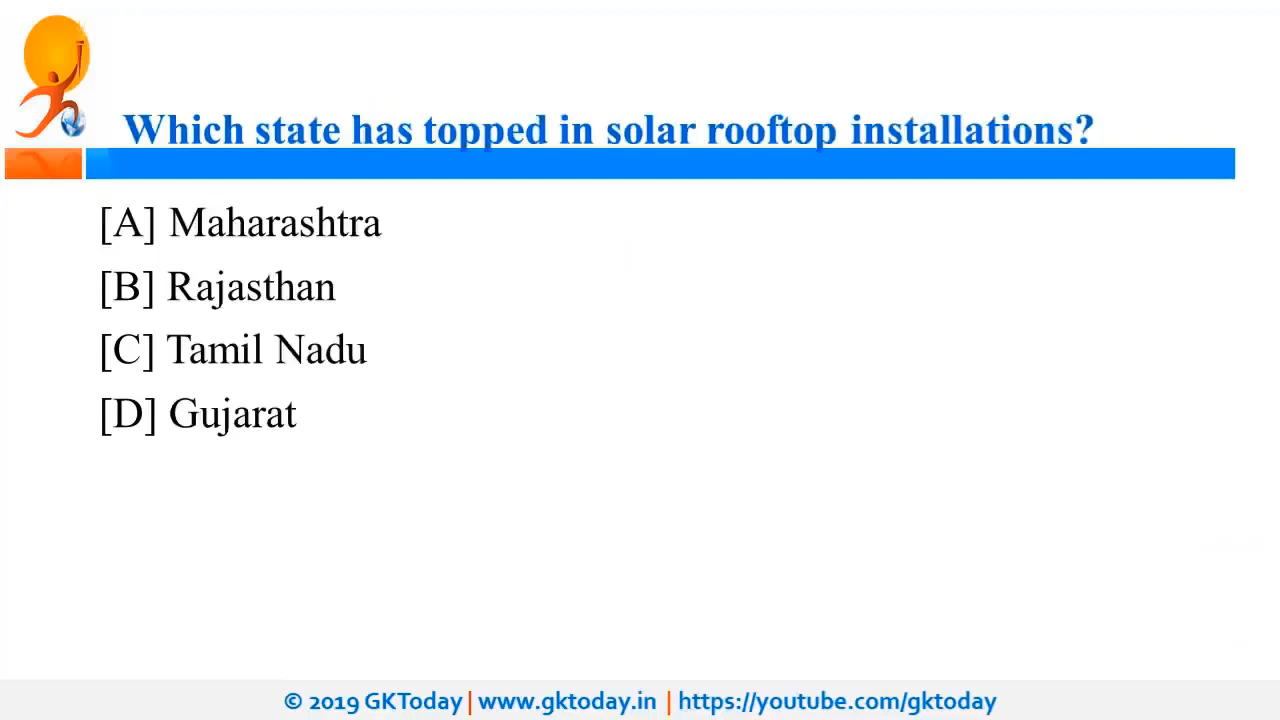 Which state has topped in solar rooftop installations?
[A] Maharashtra
[B] Rajasthan
[C] Tamil Nadu
[D] Gujarat
© 2019 GKToday | www.gktoday.in | https://youtube.com/gktoday